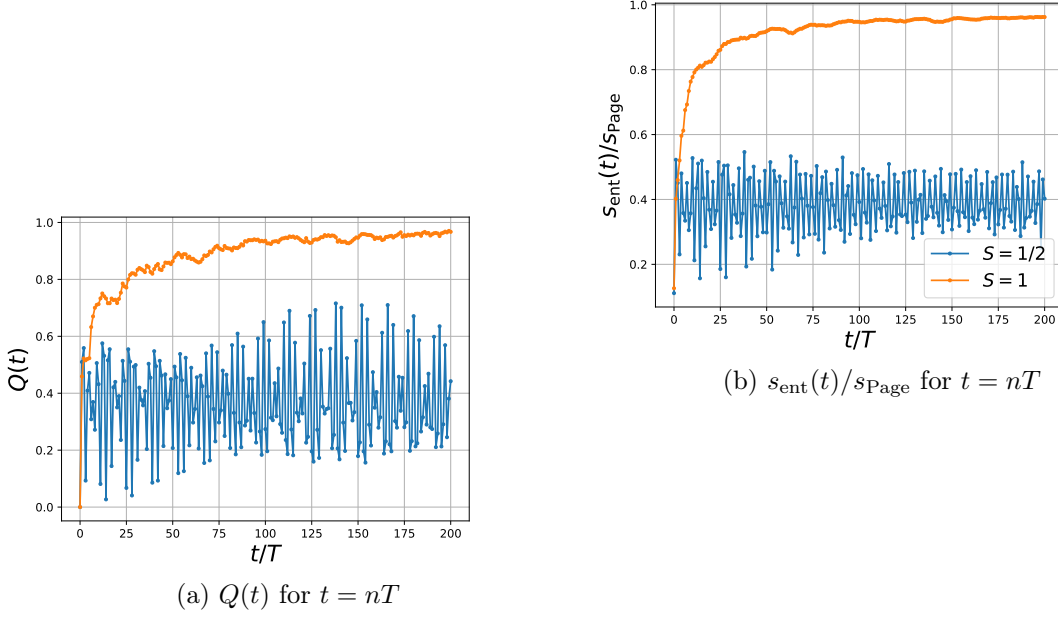 1.0
0.8
0.6
0.4
0.2
0.0
Q(t)
0 25 50 75 100 125 150 175 200
t/T
(a) Q(t) for t = nT
1.0
0.8
0.6
0.4
0.2
s_ent(t)/s_Page
S = 1/2
S = 1
0 25 50 75 100 125 150 175 200
t/T
(b) s_ent(t)/s_Page for t = nT